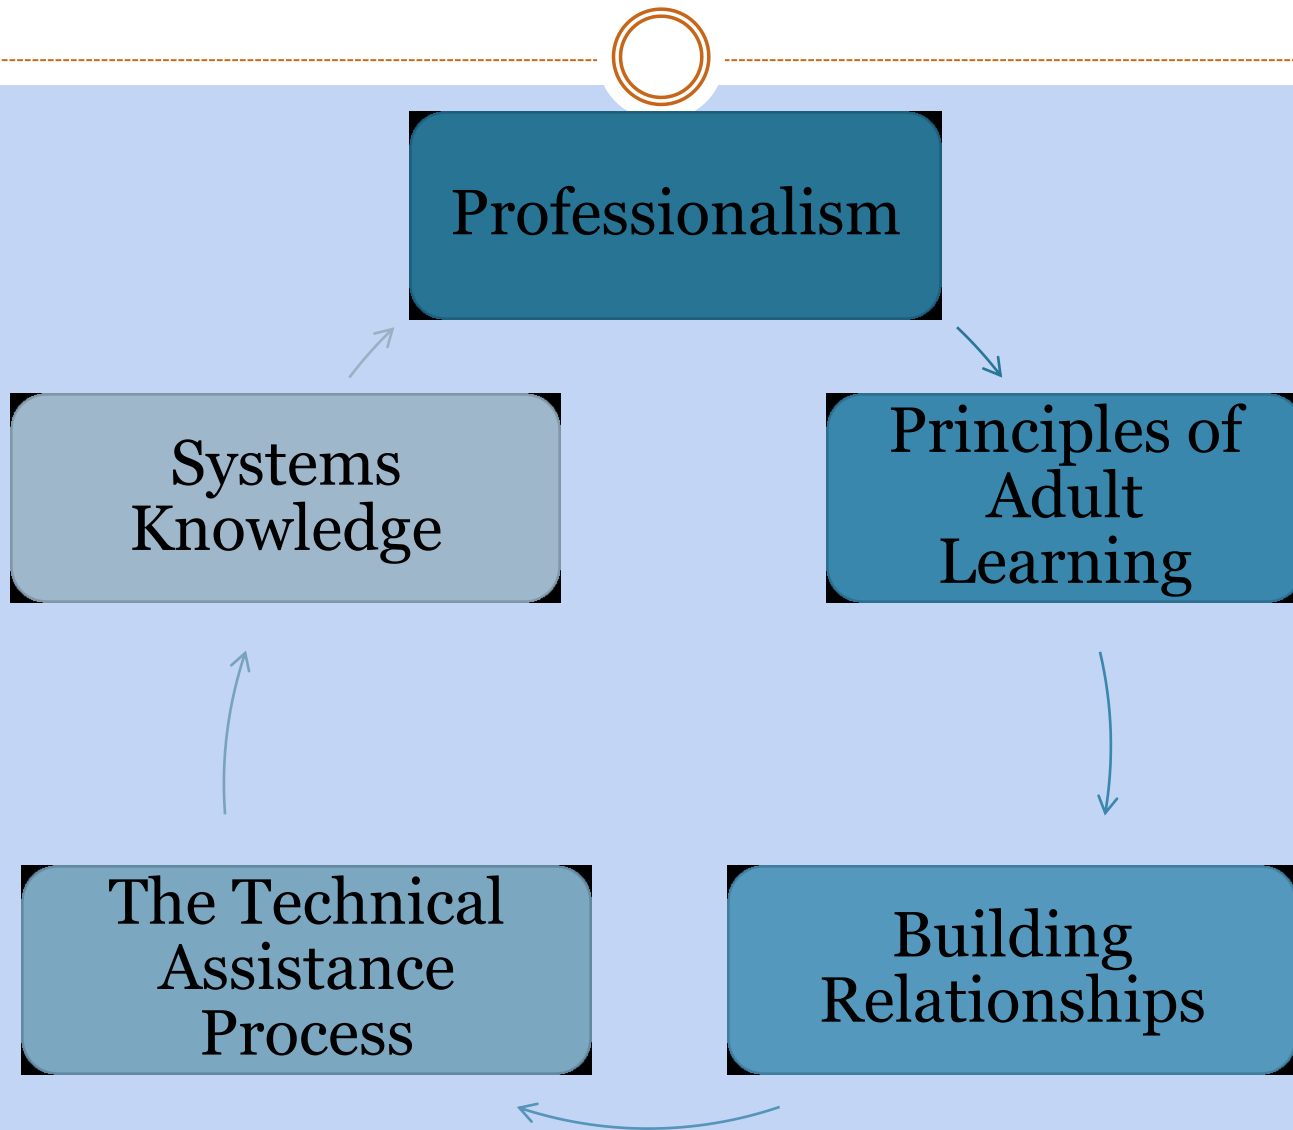 Professionalism
Principles of
Adult
Learning
Building
Relationships
The Technical
Assistance
Process
Systems
Knowledge